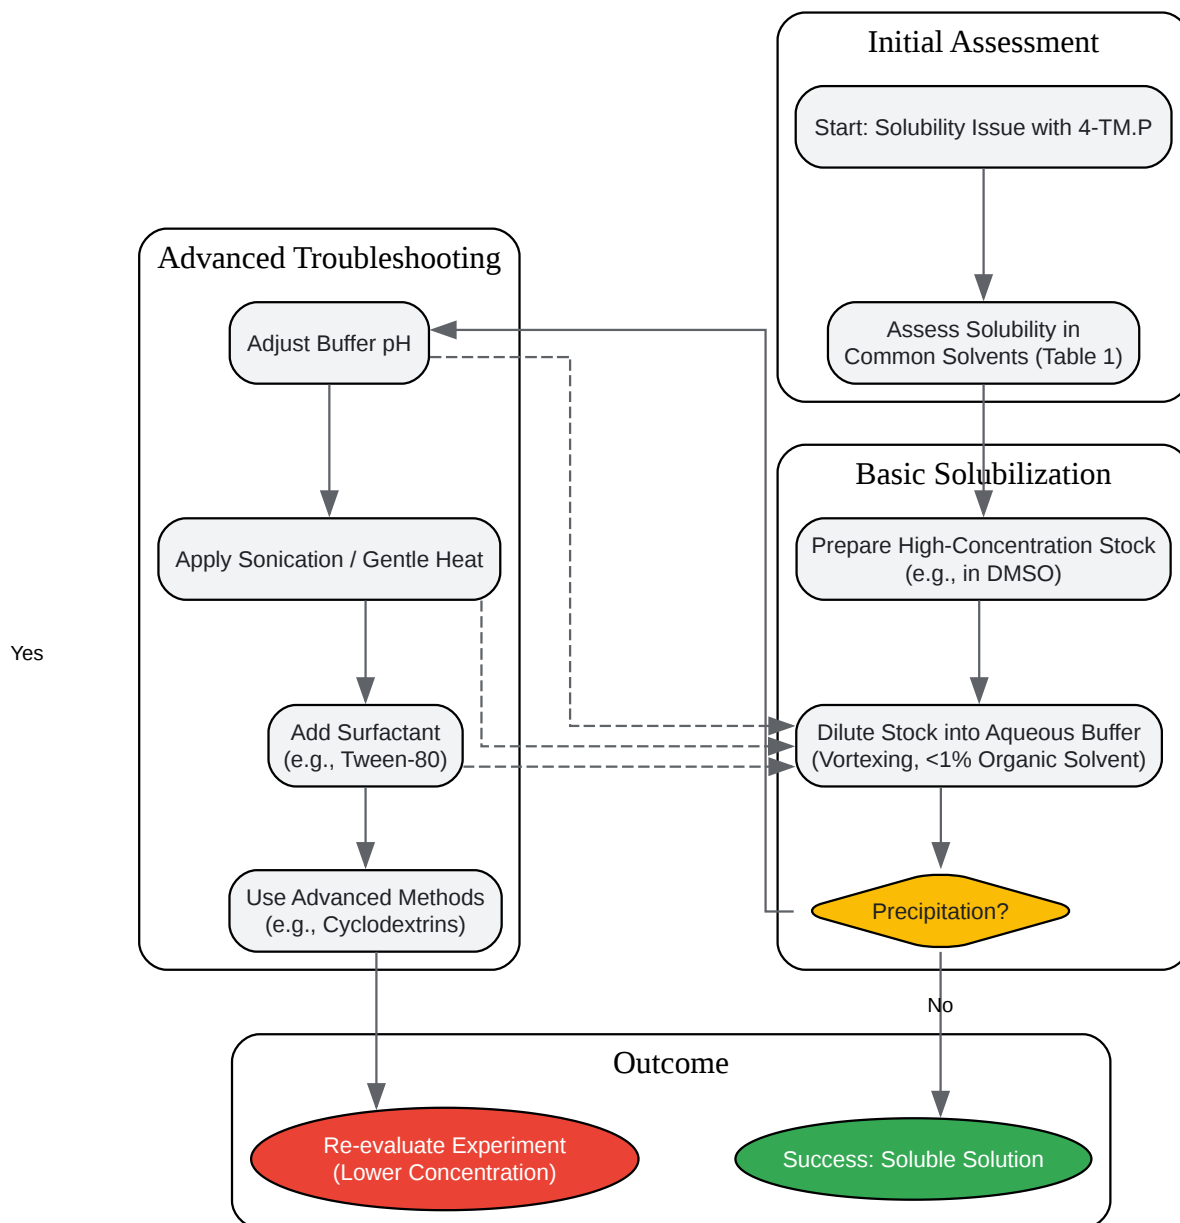 Initial Assessment
Start: Solubility Issue with 4-TM.P
Assess Solubility in
Common Solvents (Table 1)
Advanced Troubleshooting
Adjust Buffer pH
Apply Sonication / Gentle Heat
Add Surfactant
(e.g., Tween-80)
Use Advanced Methods
(e.g., Cyclodextrins)
Yes
Basic Solubilization
Prepare High-Concentration Stock
(e.g., in DMSO)
Dilute Stock into Aqueous Buffer
(Vortexing, <1% Organic Solvent)
Precipitation?
No
Outcome
Re-evaluate Experiment
(Lower Concentration)
Success: Soluble Solution